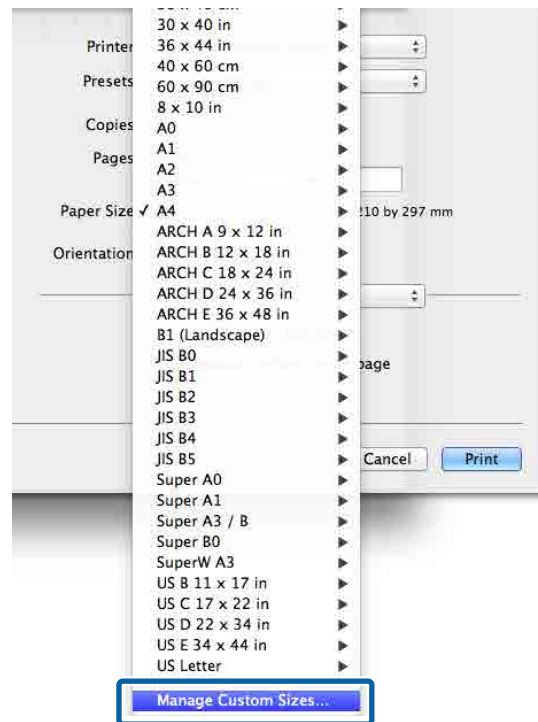 30 x 40 in
Printer 36 x 44 in
40 x 60 cm
Presets 60 x 90 cm
8 x 10 in
Copies A0
A1
Pages A2
A3
Paper Size ✓ A4 210 by 297 mm
ARCH A 9 x 12 in
Orientation ARCH B 12 x 18 in
ARCH C 18 x 24 in
ARCH D 24 x 36 in
ARCH E 36 x 48 in
B1 (Landscape)
JIS B0 page
JIS B1
JIS B2
JIS B3
JIS B4
JIS B5 Cancel Print
Super A0
Super A1
Super A3 / B
Super B0
SuperW A3
US B 11 x 17 in
US C 17 x 22 in
US D 22 x 34 in
US E 34 x 44 in
US Letter
Manage Custom Sizes...